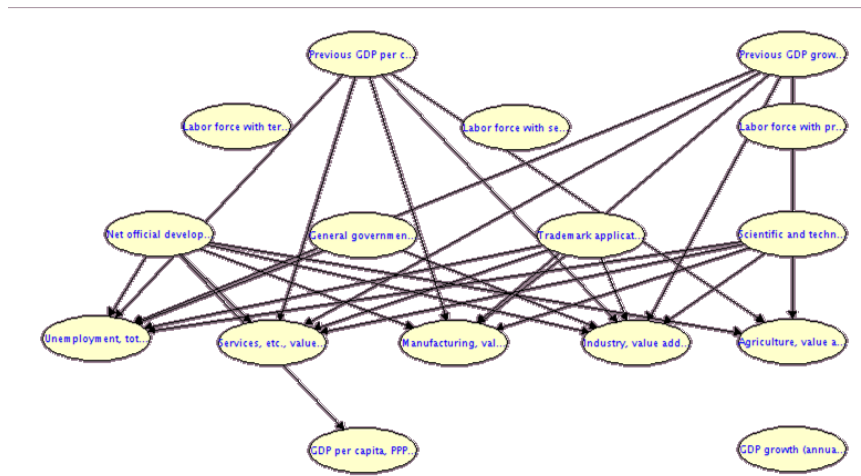 Previous GDP per c...
Previous GDP grow...
Labor force with ter...
Labor force with se...
Labor force with pr...
Net official develop...
General governmen...
Trademark applicat...
Scientific and techn...
Unemployment, tot...
Services, etc., value...
Manufacturing, val...
Industry, value add...
Agriculture, value a...
GDP per capita, PPP...
GDP growth (annua...